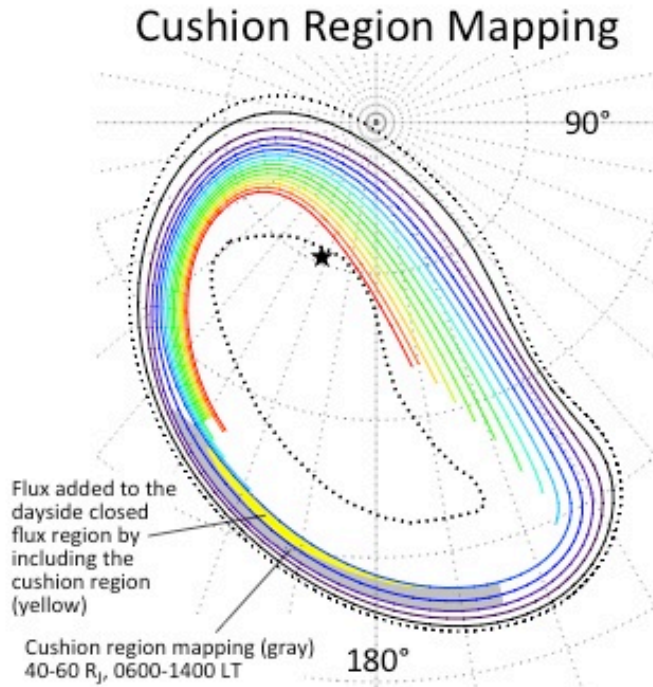 Cushion Region Mapping
90°
Flux added to the
dayside closed
flux region by
including the
cushion region
(yellow)
Cushion region mapping (gray)
40-60 RJ, 0600-1400 LT
180°